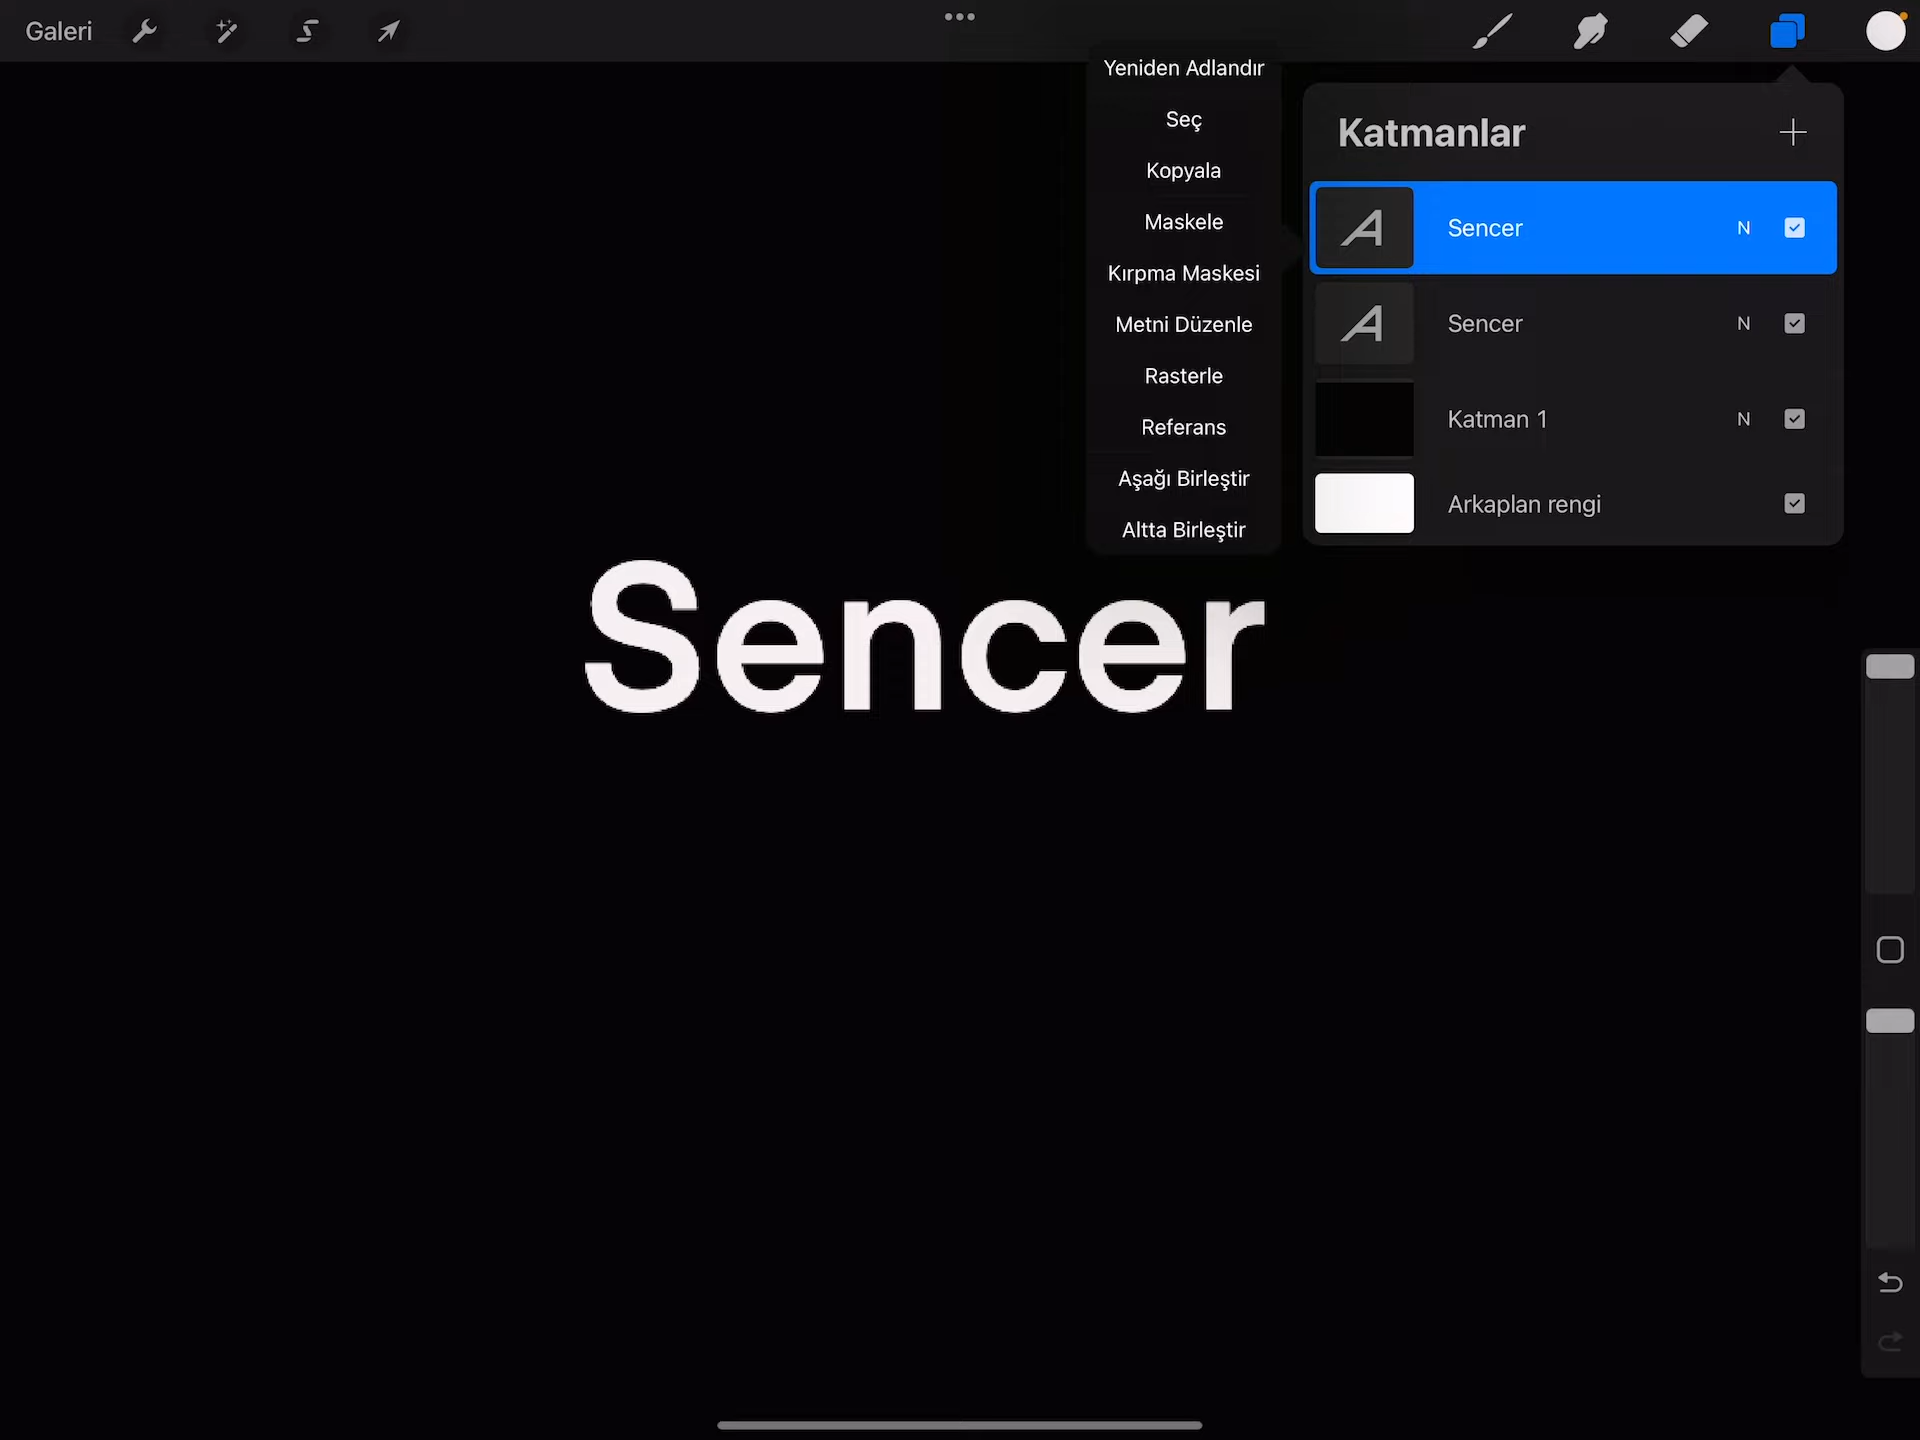 Galeri
Yeniden Adlandır
Seç
Kopyala
Maskele
Kırpma Maskesi
Metni Düzenle
Rasterle
Referans
Aşağı Birleştir
Altta Birleştir
Katmanlar
Sencer N
Sencer N
Katman 1 N
Arkaplan rengi
Sencer